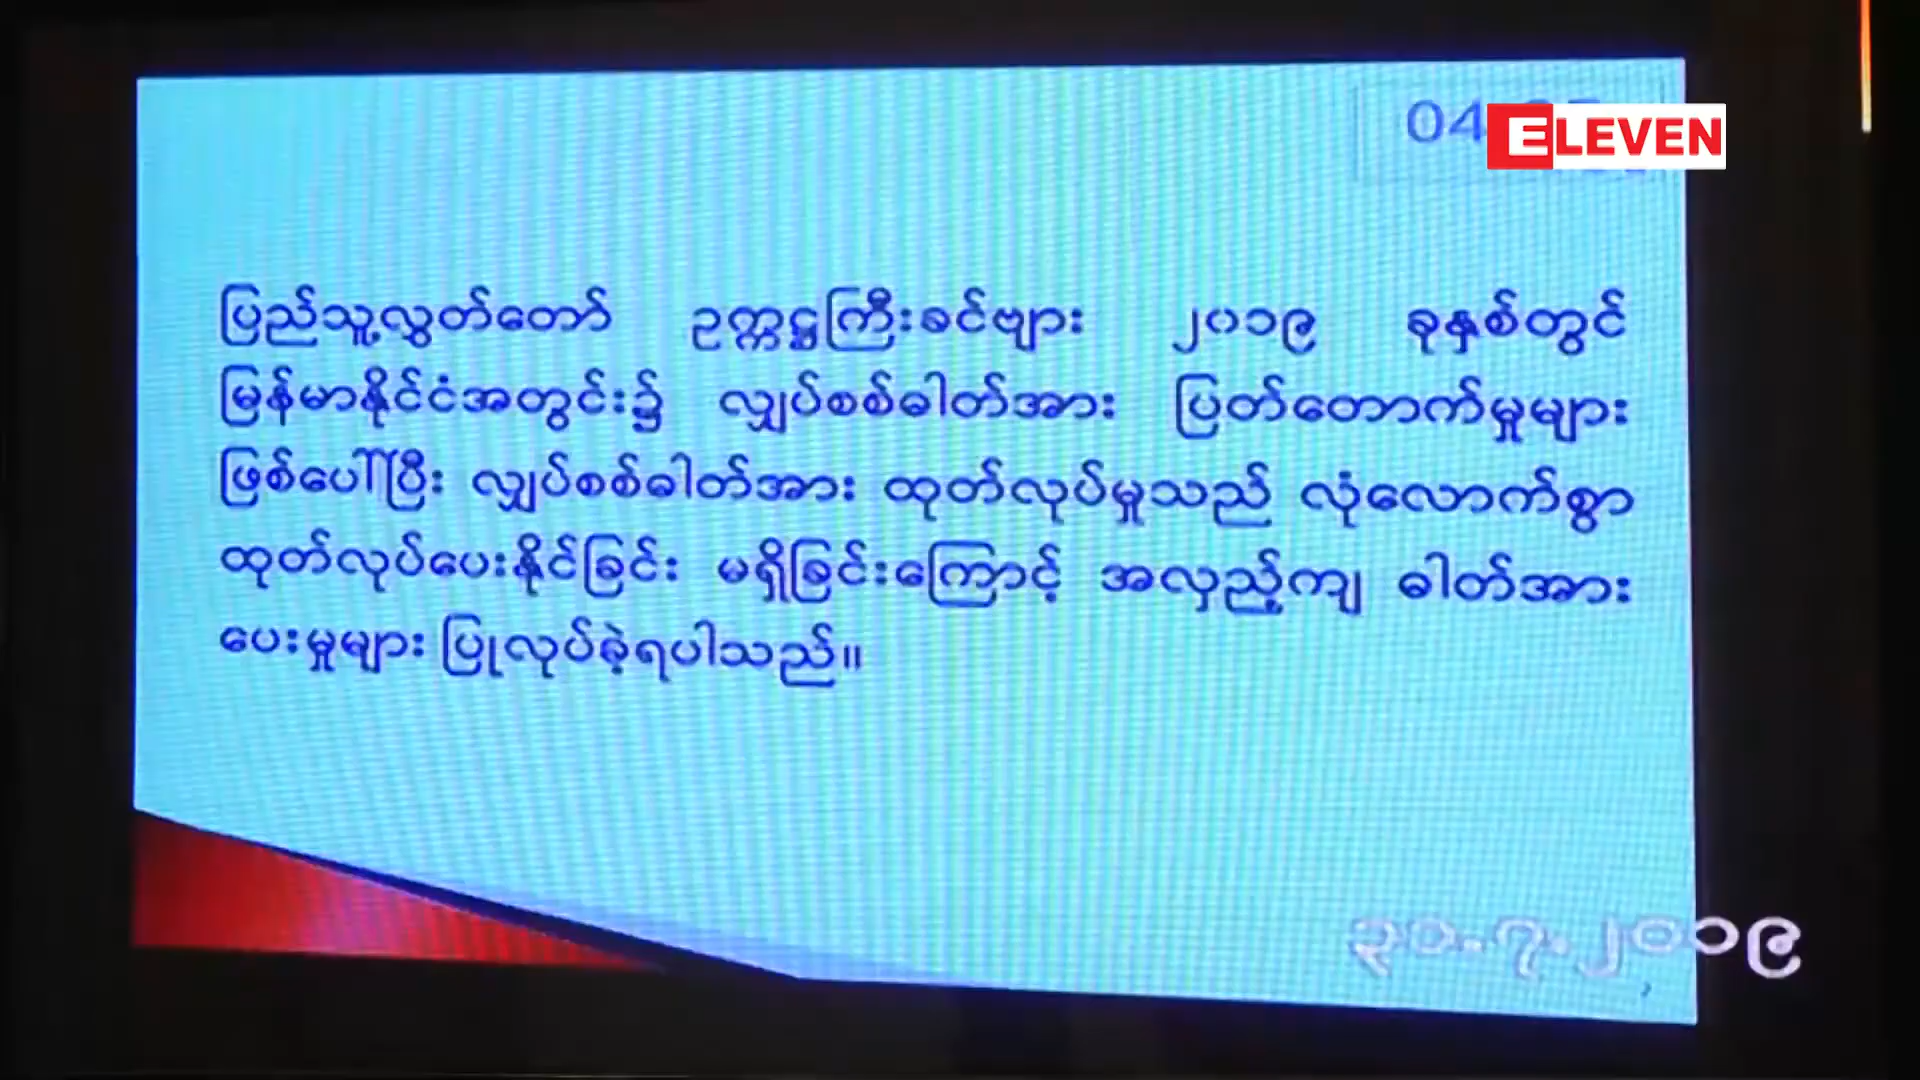 04
ELEVEN
ပြည်သူ့လွှတ်တော် ဥက္ကဋ္ဌကြီးခင်ဗျား ၂၀၁၉ ခုနှစ်တွင်
မြန်မာနိုင်ငံအတွင်း၌ လျှပ်စစ်ဓါတ်အား ပြတ်တောက်မှုများ
ဖြစ်ပေါ်ပြီး လျှပ်စစ်ဓါတ်အား ထုတ်လုပ်မှုသည် လုံလောက်စွာ
ထုတ်လုပ်ပေးနိုင်ခြင်း မရှိခြင်းကြောင့် အလှည့်ကျ ဓါတ်အား
ပေးမှုများ ပြုလုပ်ခဲ့ရပါသည်။
၃၀.၇.၂၀၁၉